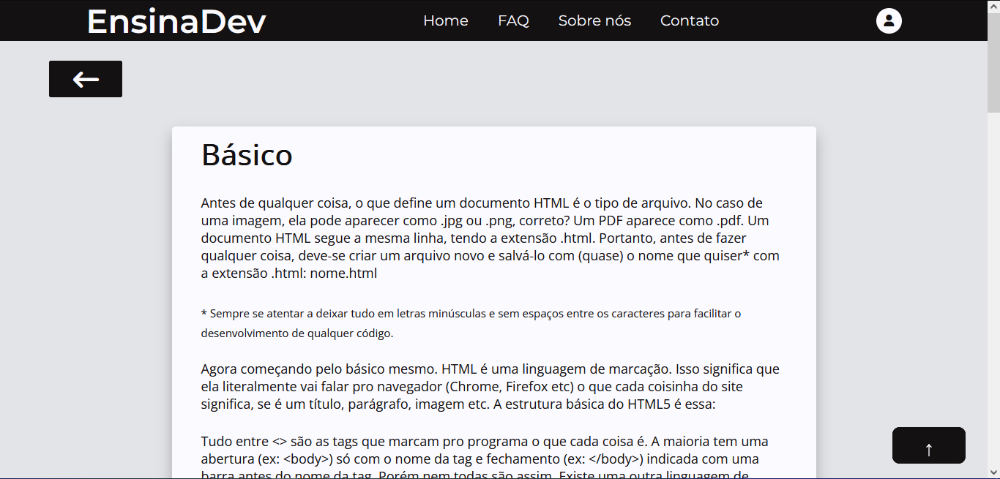 EnsinaDev
Home FAQ Sobre nós Contato
Básico
Antes de qualquer coisa, o que define um documento HTML é o tipo de arquivo. No caso de
uma imagem, ela pode aparecer como .jpg ou .png, correto? Um PDF aparece como .pdf. Um
documento HTML segue a mesma linha, tendo a extensão .html. Portanto, antes de fazer
qualquer coisa, deve-se criar um arquivo novo e salvá-lo com (quase) o nome que quiser* com
a extensão .html: nome.html
* Sempre se atentar a deixar tudo em letras minúsculas e sem espaços entre os caracteres para facilitar o
desenvolvimento de qualquer código.
Agora começando pelo básico mesmo. HTML é uma linguagem de marcação. Isso significa que
ela literalmente vai falar pro navegador (Chrome, Firefox etc) o que cada coisinha do site
significa, se é um título, parágrafo, imagem etc. A estrutura básica do HTML5 é essa:
Tudo entre <> são as tags que marcam pro programa o que cada coisa é. A maioria tem uma
abertura (ex: <body>) só com o nome da tag e fechamento (ex: </body>) indicada com uma
barra antes do nome da tag. Porém nem todas são assim. Existe uma outra linguagem de